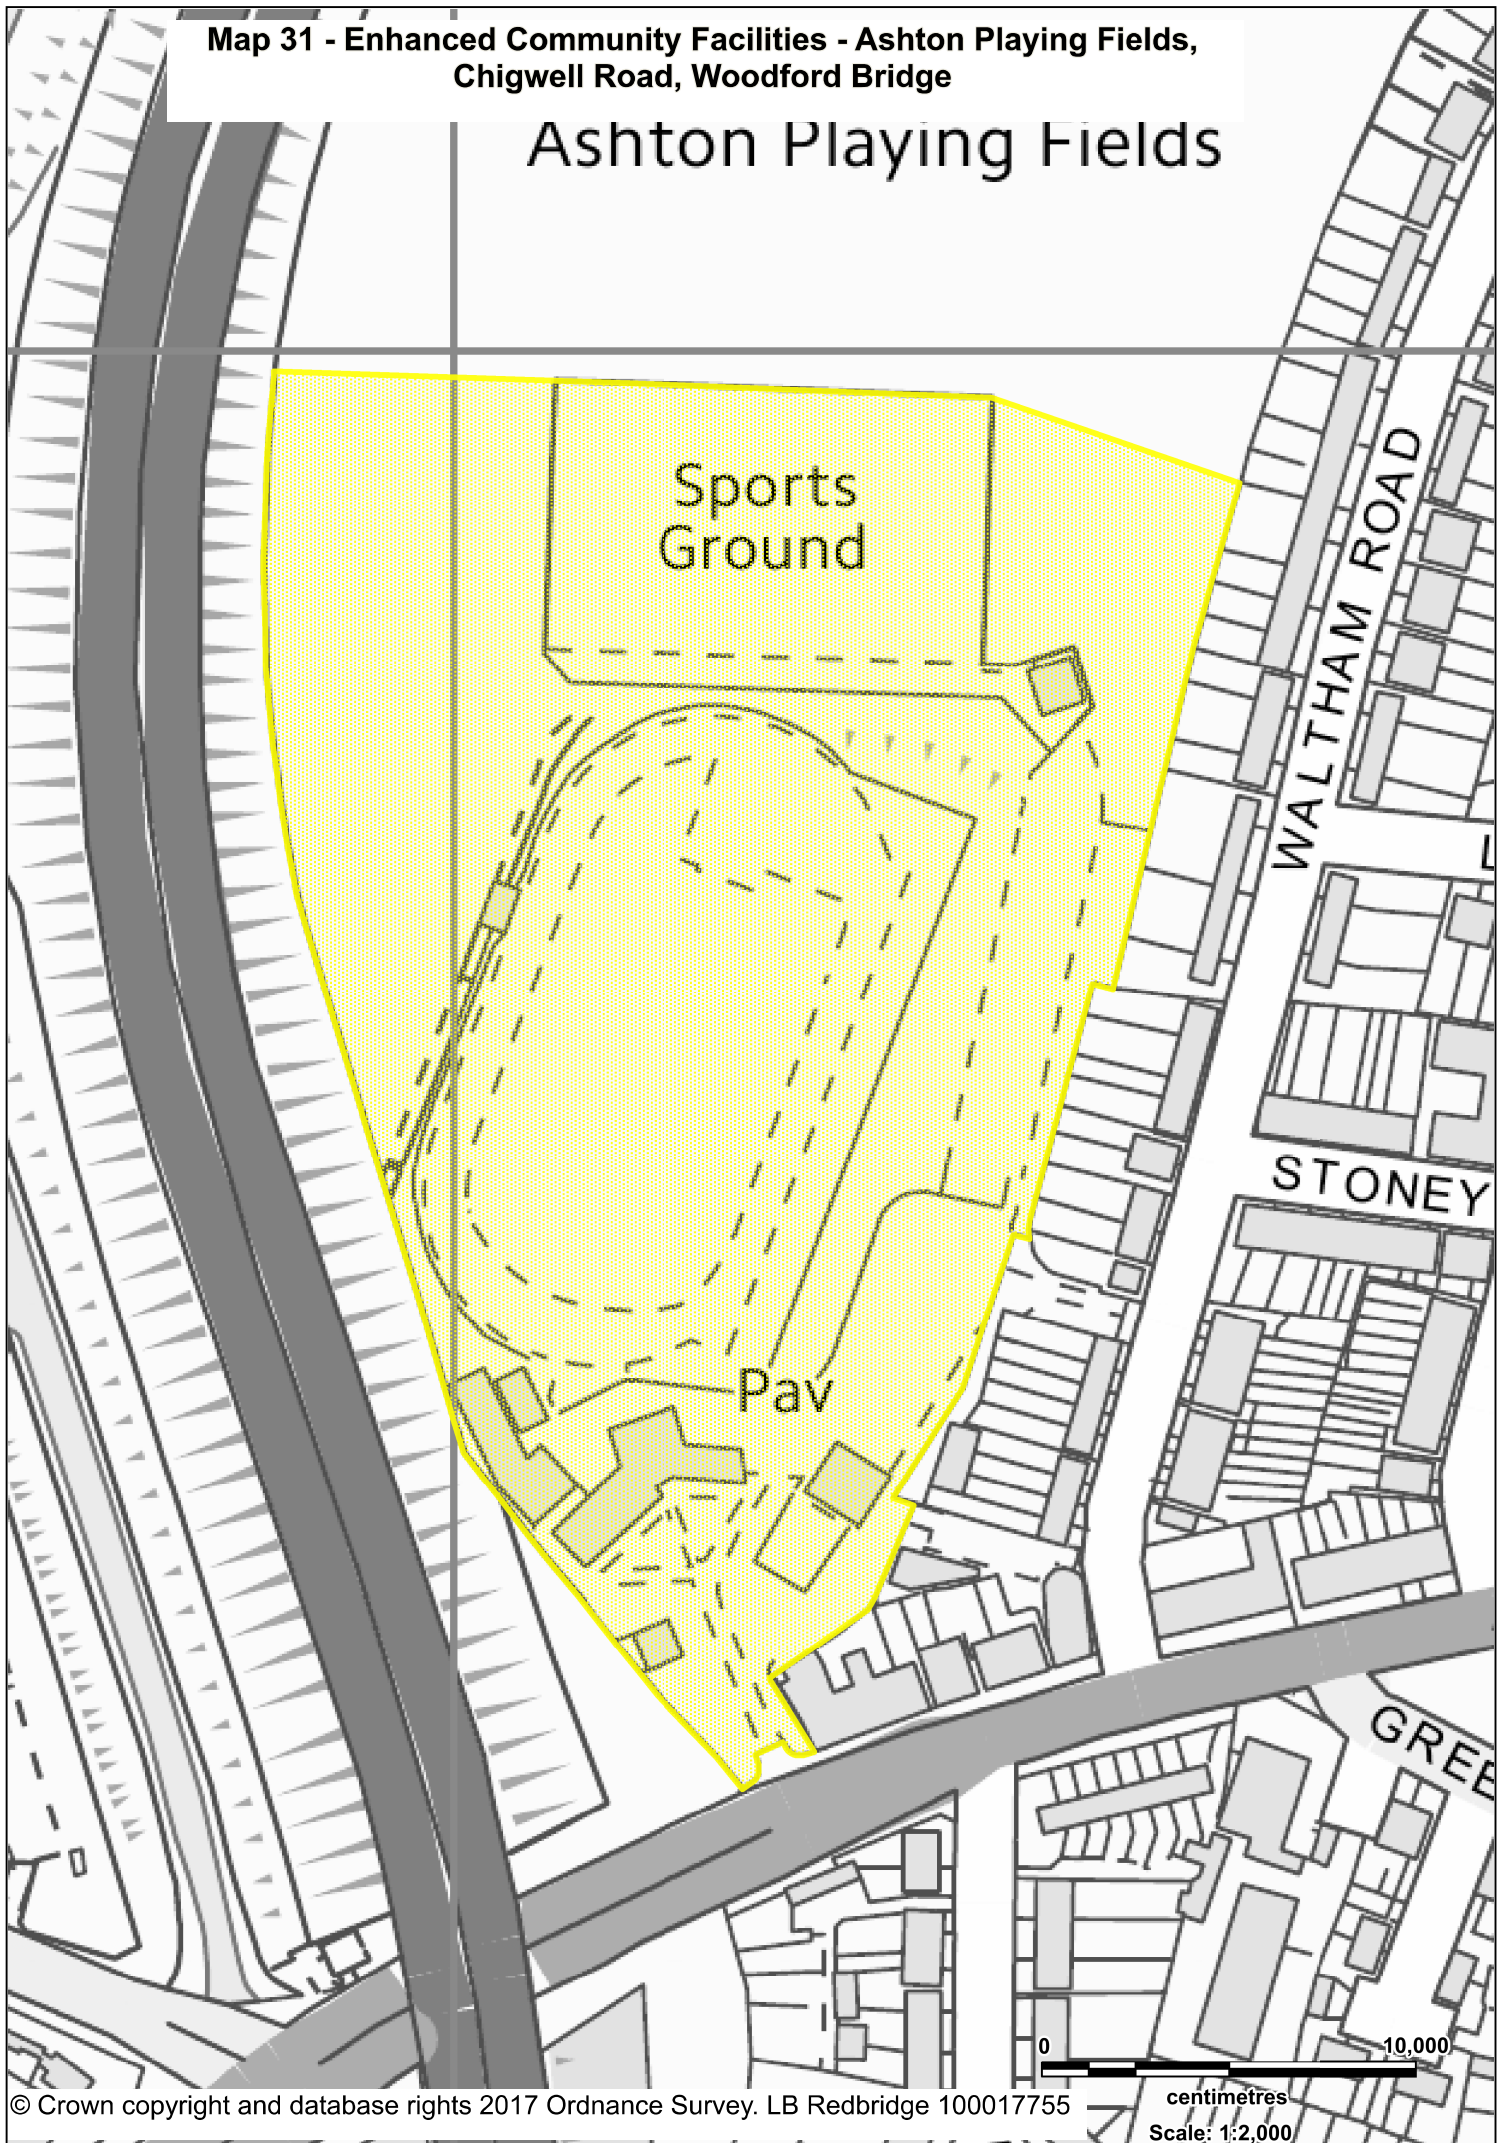 Map 31 - Enhanced Community Facilities - Ashton Playing Fields,
Chigwell Road, Woodford Bridge
Ashton Playing Fields
Sports
Ground
WALTHAM ROAD
L
STONEY
Pav
GREE
0 10,000
centimetres
Scale: 1:2,000
© Crown copyright and database rights 2017 Ordnance Survey. LB Redbridge 100017755